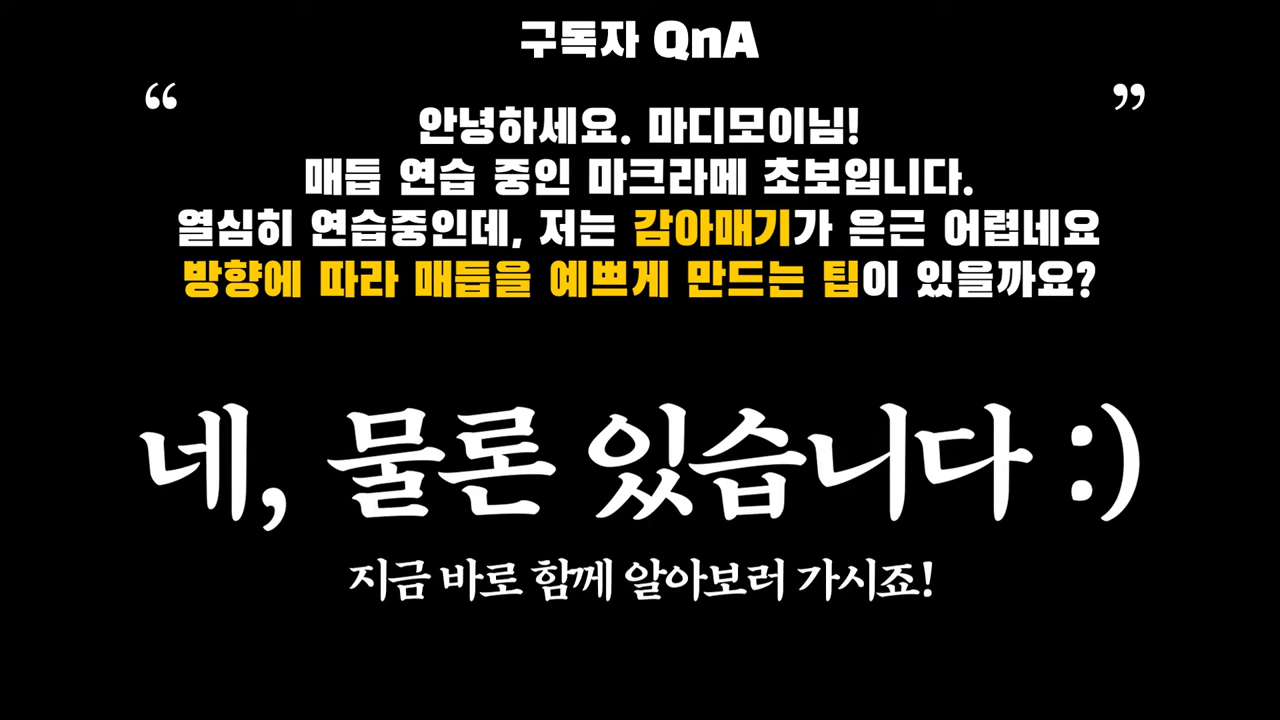 구독자 QnA
“ ”
안녕하세요. 마디모이님!
매듭 연습 중인 마크라메 초보입니다.
열심히 연습중인데, 저는 감아매기가 은근 어렵네요
방향에 따라 매듭을 예쁘게 만드는 팁이 있을까요?
네, 물론 있습니다 :)
지금 바로 함께 알아보러 가시죠!